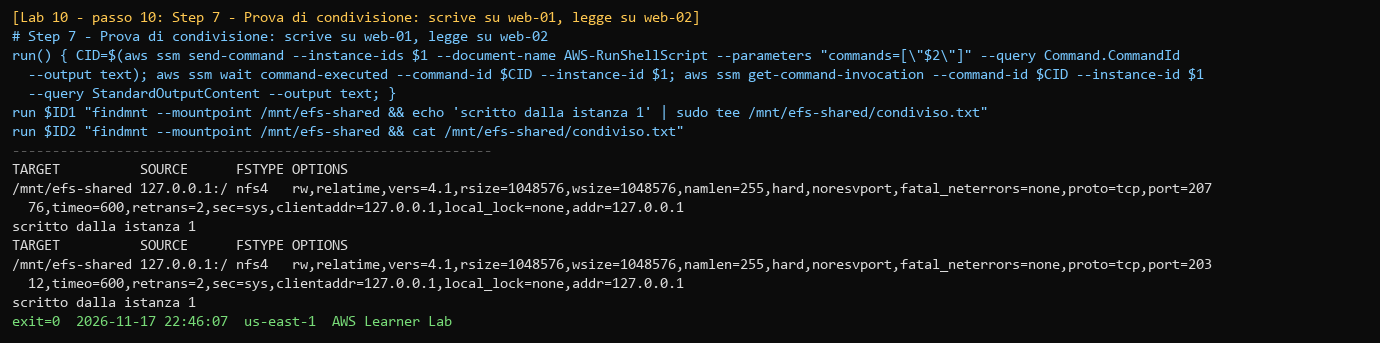 [Lab 10 - passo 10: Step 7 - Prova di condivisione: scrive su web-01, legge su web-02]
# Step 7 - Prova di condivisione: scrive su web-01, legge su web-02
run() { CID=$(aws ssm send-command --instance-ids $1 --document-name AWS-RunShellScript --parameters "commands=[\"$2\"]" --query Command.CommandId
  --output text); aws ssm wait command-executed --command-id $CID --instance-id $1; aws ssm get-command-invocation --command-id $CID --instance-id $1
  --query StandardOutputContent --output text; }
run $ID1 "findmnt --mountpoint /mnt/efs-shared && echo 'scritto dalla istanza 1' | sudo tee /mnt/efs-shared/condiviso.txt"
run $ID2 "findmnt --mountpoint /mnt/efs-shared && cat /mnt/efs-shared/condiviso.txt"
------------------------------------------------------------
TARGET          SOURCE      FSTYPE OPTIONS
/mnt/efs-shared 127.0.0.1:/ nfs4   rw,relatime,vers=4.1,rsize=1048576,wsize=1048576,namlen=255,hard,noresvport,fatal_neterrors=none,proto=tcp,port=207
  76,timeo=600,retrans=2,sec=sys,clientaddr=127.0.0.1,local_lock=none,addr=127.0.0.1
scritto dalla istanza 1
TARGET          SOURCE      FSTYPE OPTIONS
/mnt/efs-shared 127.0.0.1:/ nfs4   rw,relatime,vers=4.1,rsize=1048576,wsize=1048576,namlen=255,hard,noresvport,fatal_neterrors=none,proto=tcp,port=203
  12,timeo=600,retrans=2,sec=sys,clientaddr=127.0.0.1,local_lock=none,addr=127.0.0.1
scritto dalla istanza 1
exit=0  2026-11-17 22:46:07  us-east-1  AWS Learner Lab